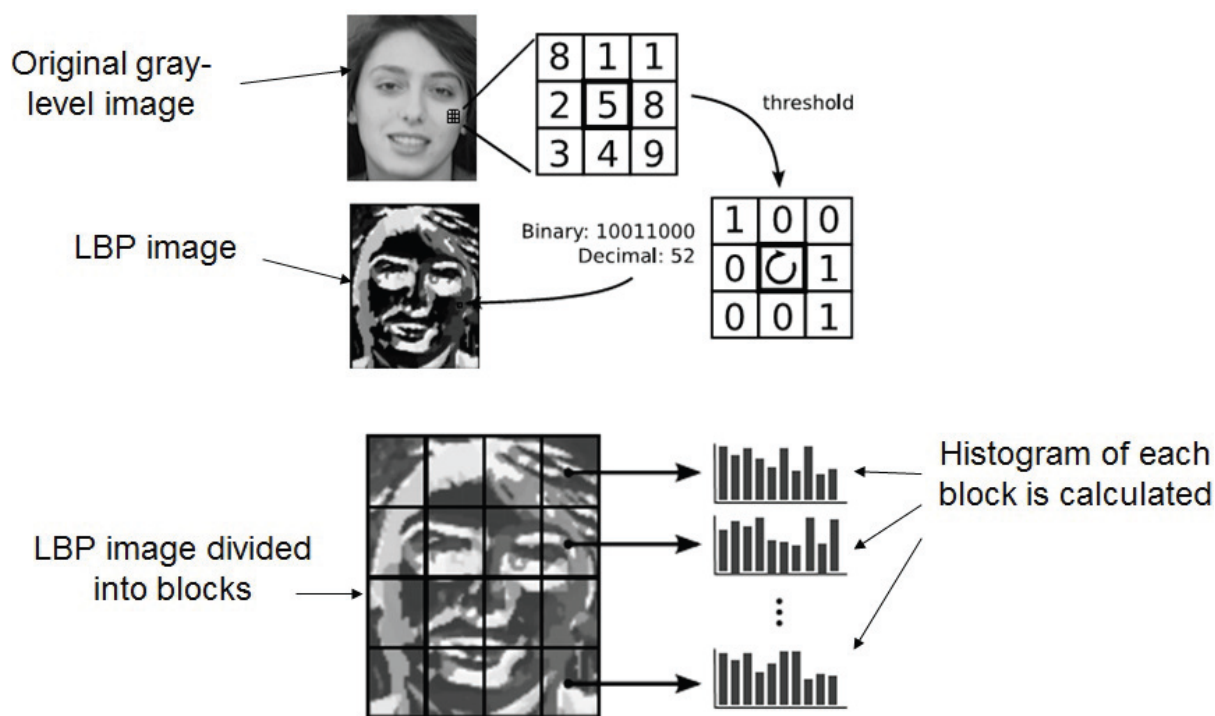 Original gray-
level image
8 1 1
2 5 8
3 4 9
threshold
LBP image
Binary: 10011000
Decimal: 52
1 0 0
0 1
0 0 1
LBP image divided
into blocks
Histogram of each
block is calculated